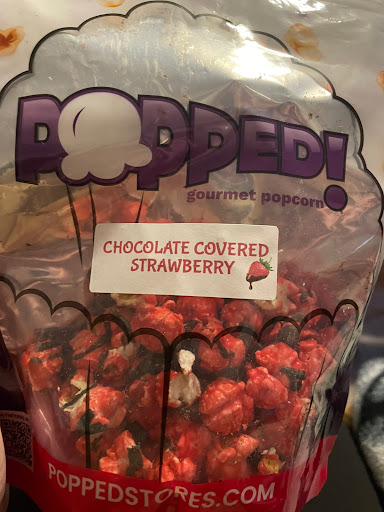 POPPED!
gourmet popcorn
CHOCOLATE COVERED
STRAWBERRY
POPPEDSTORES.COM